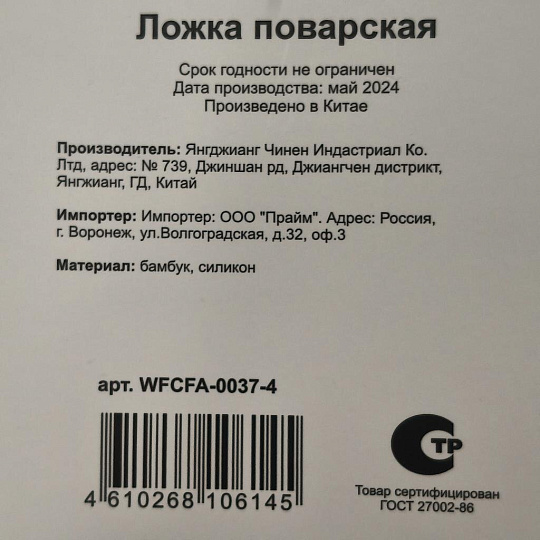 Ложка поварская
Срок годности не ограничен
Дата производства: май 2024
Произведено в Китае
Производитель: Янгджианг Чинен Индастриал Ко.
Лтд, адрес: № 739, Джиншан рд, Джиангчен дистрикт,
Янгжианг, ГД, Китай
Импортер: Импортер: ООО "Прайм". Адрес: Россия,
г. Воронеж, ул.Волгоградская, д.32, оф.3
Материал: бамбук, силикон
арт. WFCFA-0037-4
4 610268 106145
СТР
Товар сертифицирован
ГОСТ 27002-86